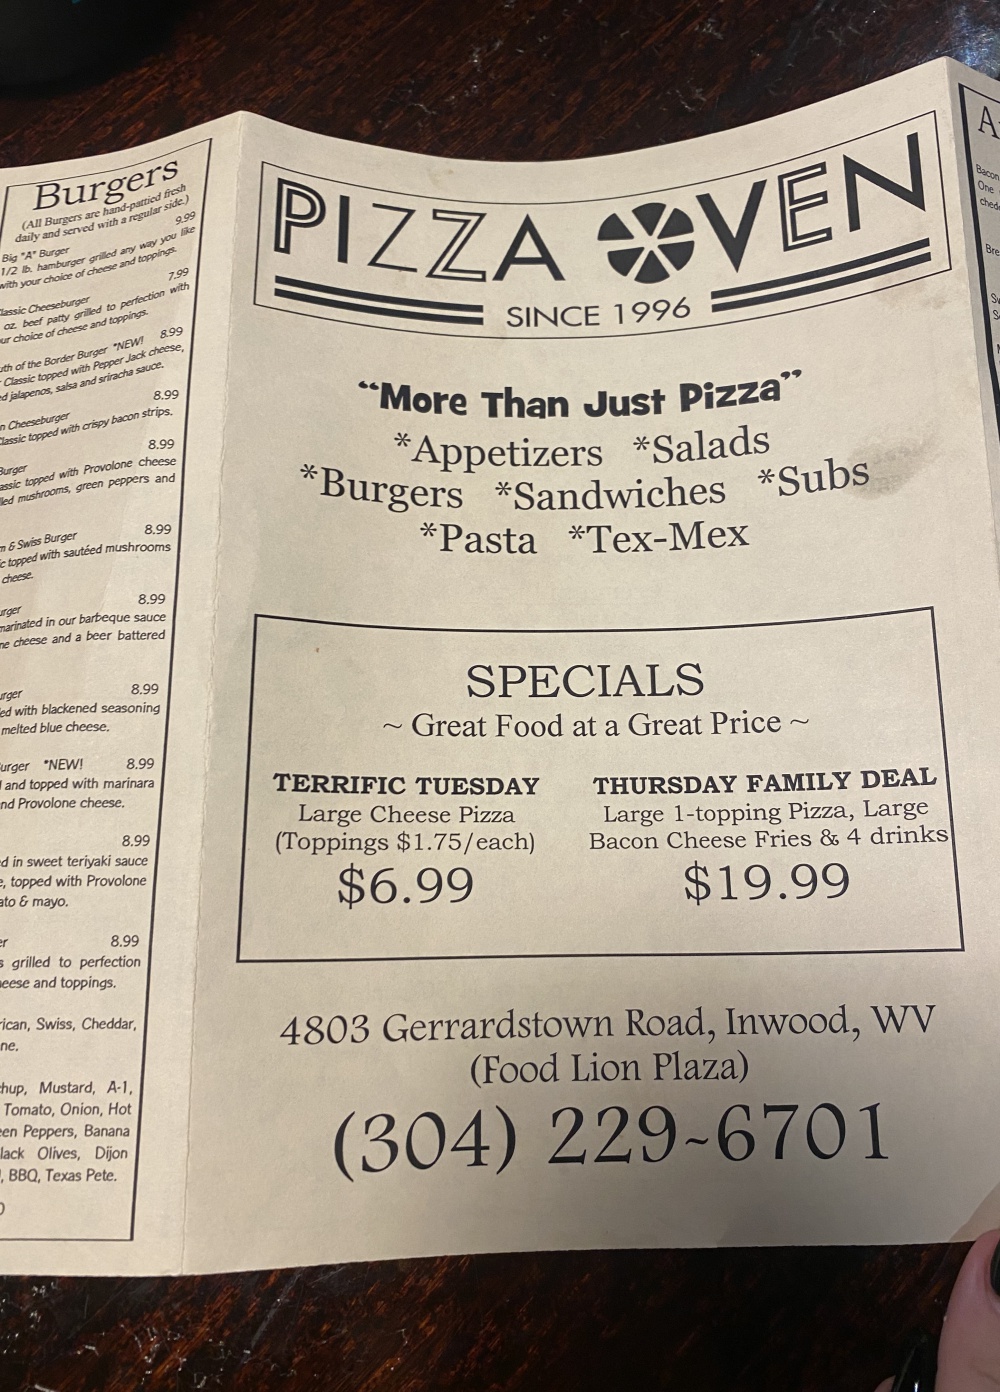 Burgers
(All Burgers are hand-pattied fresh
daily and served with a regular side.)
9.99
Big "A" Burger
1/2 lb. hamburger grilled any way you like
with your choice of cheese and toppings.
7.99
Classic Cheeseburger
oz. beef patty grilled to perfection with
choice of cheese and toppings.
of the Border Burger *NEW! 8.99
Classic topped with Pepper Jack cheese,
jalapenos, salsa and sriracha sauce.
8.99
Cheeseburger
topped with crispy bacon strips.
8.99
Burger
topped with Provolone cheese
mushrooms, green peppers and
8.99
& Swiss Burger
topped with sautéed mushrooms
cheese.
8.99
marinated in our barbeque sauce
cheese and a beer battered
8.99
with blackened seasoning
melted blue cheese.
*NEW! 8.99
and topped with marinara
Provolone cheese.
8.99
in sweet teriyaki sauce
topped with Provolone
& mayo.
8.99
grilled to perfection
and toppings.
Swiss, Cheddar,
Mustard, A-1,
Tomato, Onion, Hot
Peppers, Banana
Olives, Dijon
BBQ, Texas Pete.
PIZZA OVEN
SINCE 1996
"More Than Just Pizza"
*Appetizers *Salads
*Burgers *Sandwiches *Subs
*Pasta *Tex-Mex
SPECIALS
~ Great Food at a Great Price ~
TERRIFIC TUESDAY
Large Cheese Pizza
(Toppings $1.75/each)
$6.99
THURSDAY FAMILY DEAL
Large 1-topping Pizza, Large
Bacon Cheese Fries & 4 drinks
$19.99
4803 Gerrardstown Road, Inwood, WV
(Food Lion Plaza)
(304) 229~6701
Bacon
One